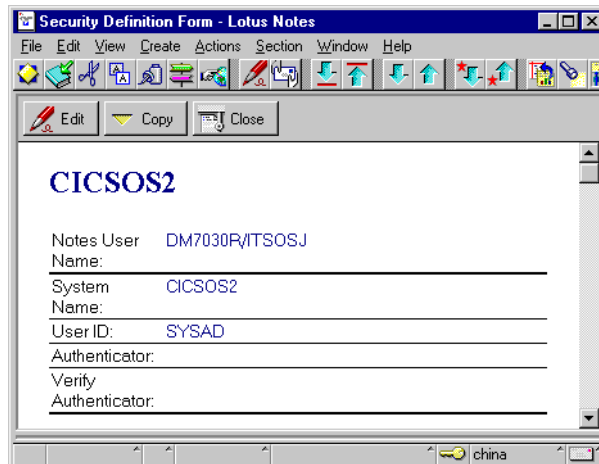 Security Definition Form - Lotus Notes
File Edit View Create Actions Section Window Help
Edit Copy Close
CICSOS2
Notes User DM7030R/ITSOSJ
Name:
System CICSOS2
Name:
User ID: SYSAD
Authenticator:
Verify
Authenticator:
china